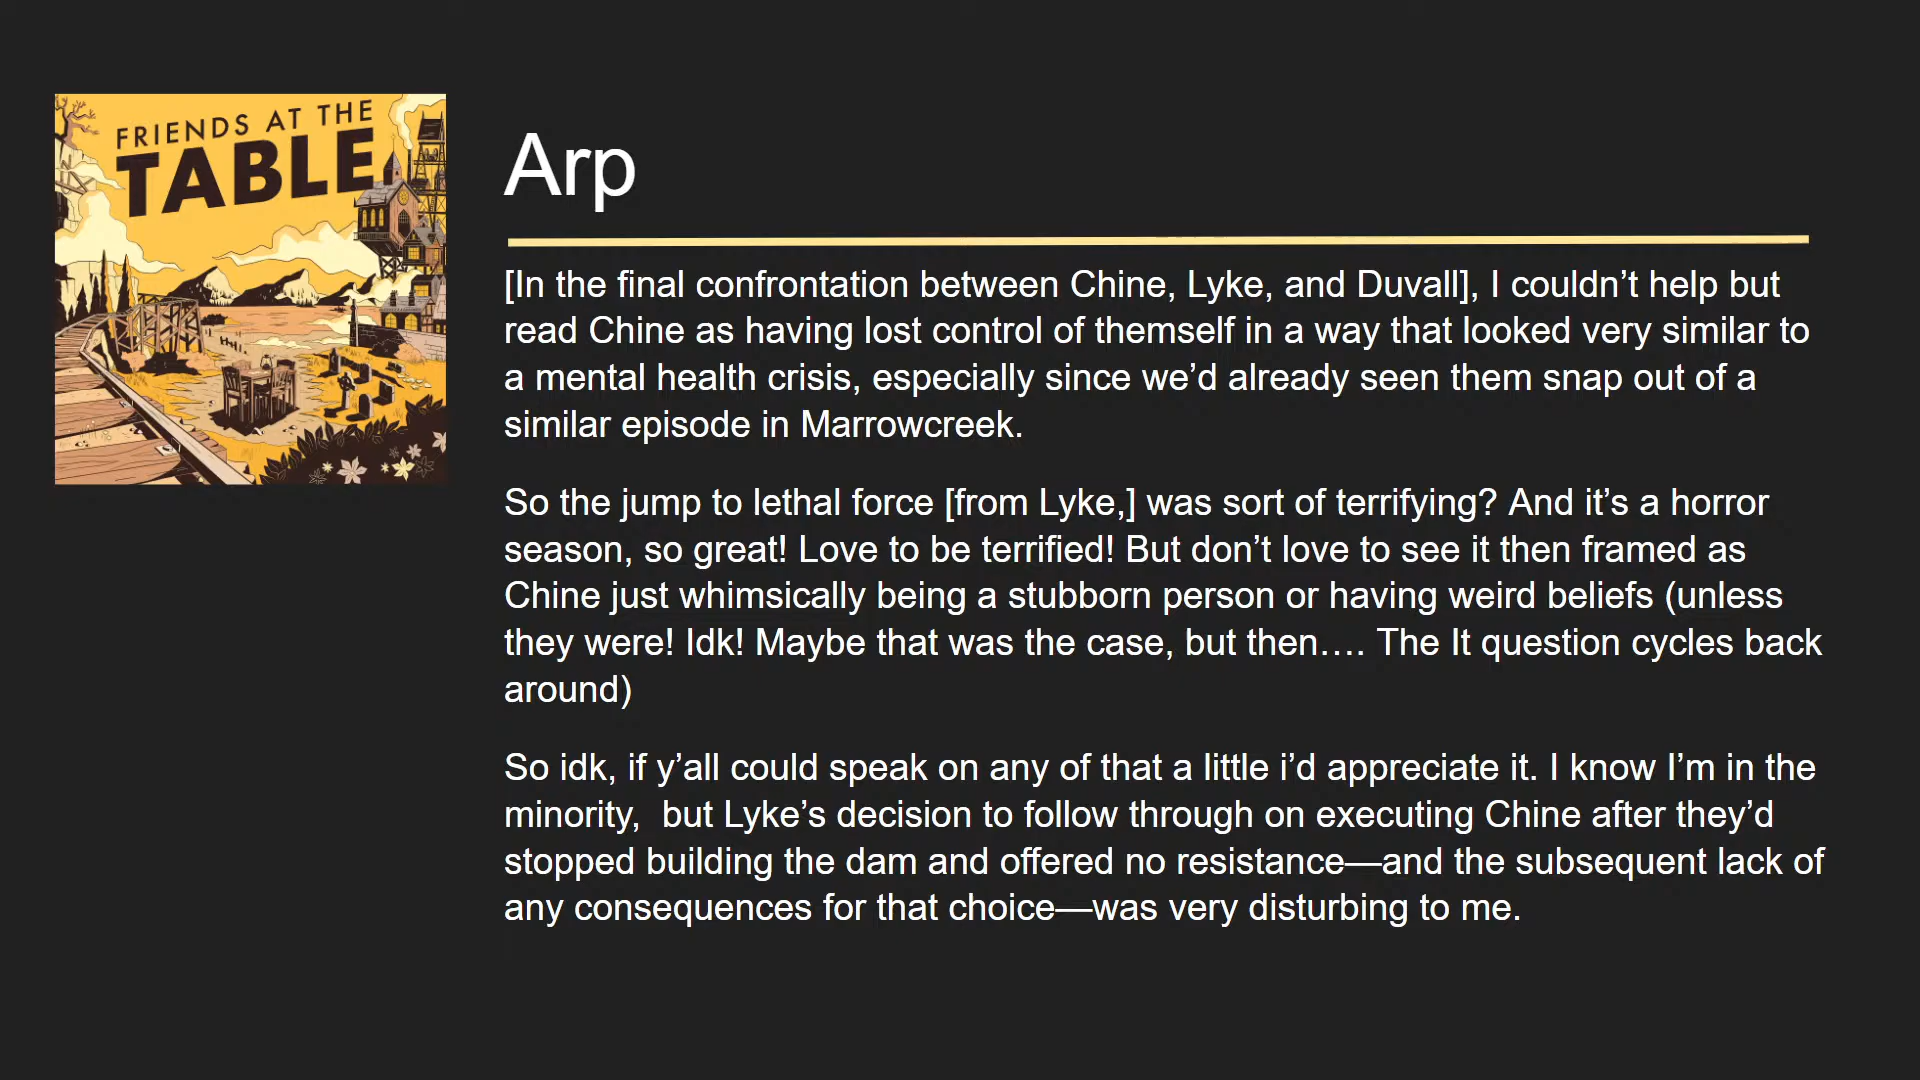 FRIENDS AT THE
TABLE
Arp
[In the final confrontation between Chine, Lyke, and Duvall], I couldn’t help but
read Chine as having lost control of themself in a way that looked very similar to
a mental health crisis, especially since we’d already seen them snap out of a
similar episode in Marrowcreek.
So the jump to lethal force [from Lyke,] was sort of terrifying? And it’s a horror
season, so great! Love to be terrified! But don’t love to see it then framed as
Chine just whimsically being a stubborn person or having weird beliefs (unless
they were! Idk! Maybe that was the case, but then…. The It question cycles back
around)
So idk, if y’all could speak on any of that a little i’d appreciate it. I know I’m in the
minority,  but Lyke’s decision to follow through on executing Chine after they’d
stopped building the dam and offered no resistance—and the subsequent lack of
any consequences for that choice—was very disturbing to me.